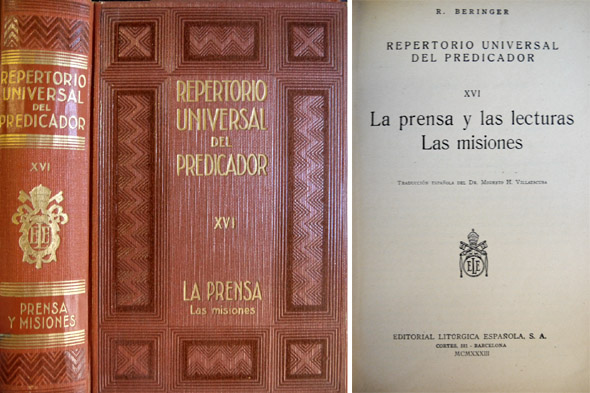 REPERTORIO
UNIVERSAL
DEL
PREDICADOR
XVI
ELE
PRENSA
Y MISIONES
REPERTORIO
UNIVERSAL
DEL
PREDICADOR
XVI
LA PRENSA
Las misiones
R. BERINGER
REPERTORIO UNIVERSAL
DEL PREDICADOR
XVI
La prensa y las lecturas
Las misiones
TRADUCCIÓN ESPAÑOLA DEL DR. MODESTO H. VILLAESCUSA
ELE
EDITORIAL LITÚRGICA ESPAÑOLA, S. A.
CORTES, 581 - BARCELONA
MCMXXXIII